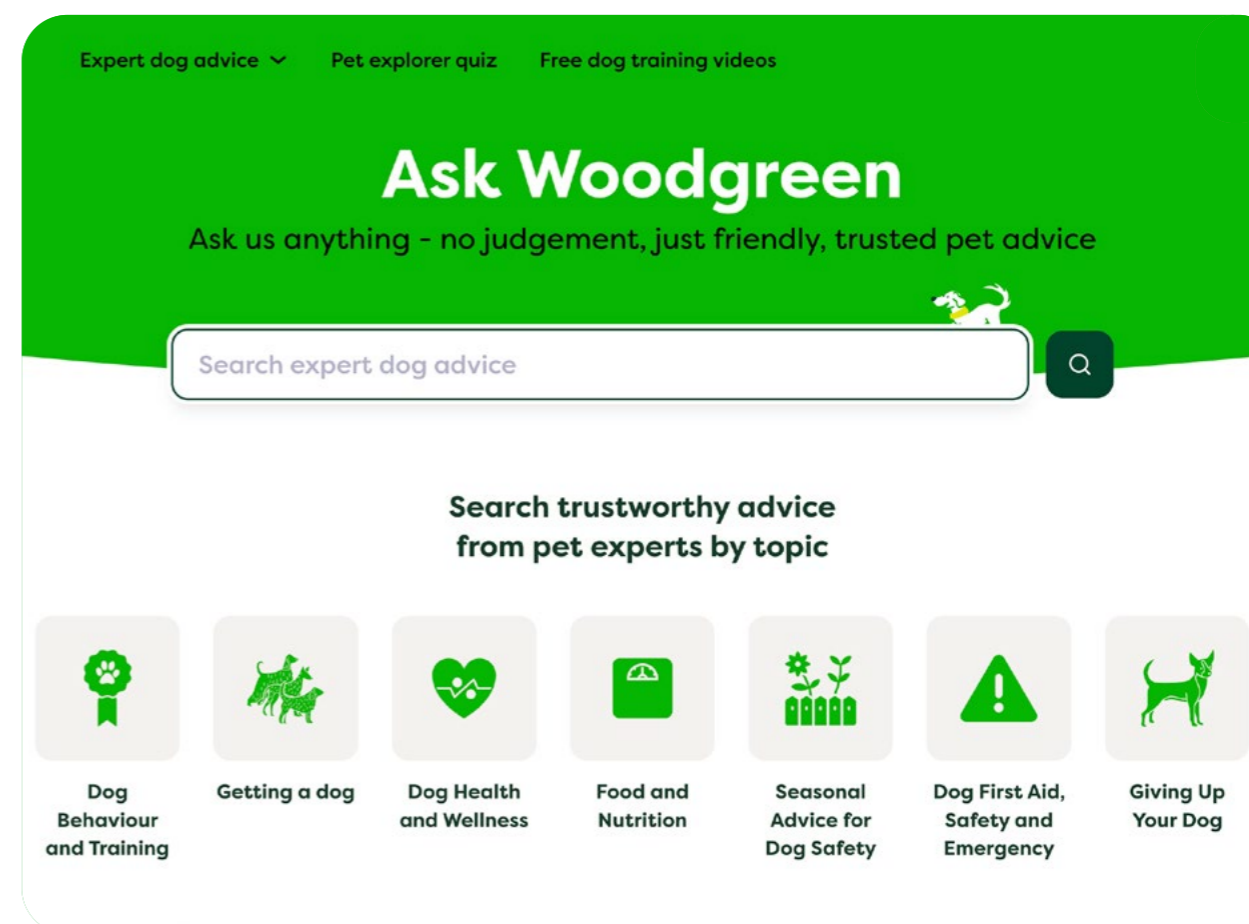 Expert dog advice
Pet explorer quiz
Free dog training videos
Ask Woodgreen
Ask us anything - no judgement, just friendly, trusted pet advice
Search expert dog advice
Search trustworthy advice
from pet experts by topic
Dog
Behaviour
and Training
Getting a dog
Dog Health
and Wellness
Food and
Nutrition
Seasonal
Advice for
Dog Safety
Dog First Aid,
Safety and
Emergency
Giving Up
Your Dog